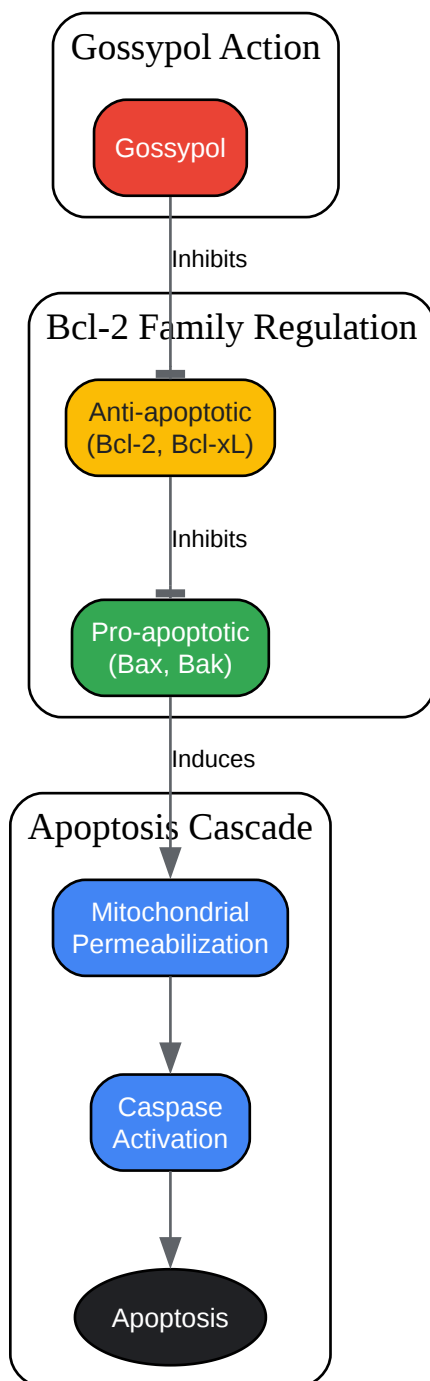 Gossypol Action
Gossypol
Inhibits
Bcl-2 Family Regulation
Anti-apoptotic
(Bcl-2, Bcl-xL)
Inhibits
Pro-apoptotic
(Bax, Bak)
Induces
Apoptosis Cascade
Mitochondrial
Permeabilization
Caspase
Activation
Apoptosis